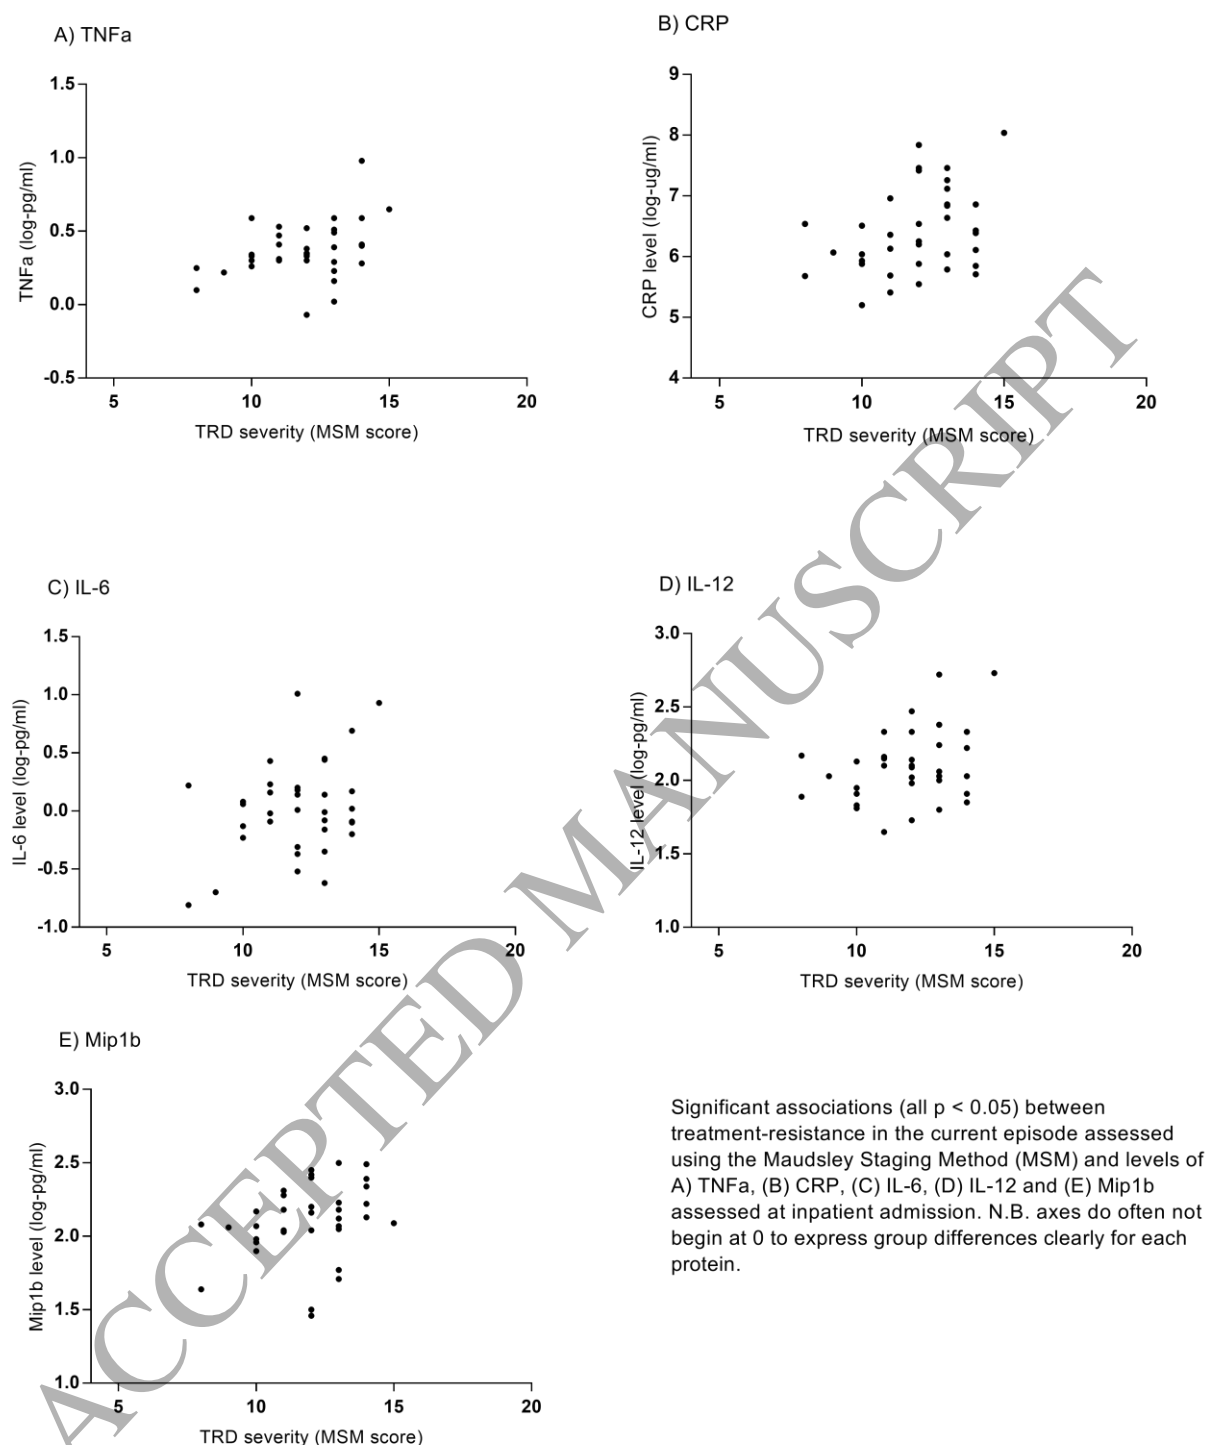 A) TNFa
1.5
1.0
0.5
0.0
-0.5
TNFa (log-pg/ml)
5 10 15 20
TRD severity (MSM score)
B) CRP
9
8
7
6
5
4
CRP level (log-ug/ml)
5 10 15 20
TRD severity (MSM score)
C) IL-6
1.5
1.0
0.5
0.0
-0.5
-1.0
IL-6 level (log-pg/ml)
5 10 15 20
TRD severity (MSM score)
D) IL-12
3.0
2.5
2.0
1.5
1.0
IL-12 level (log-pg/ml)
5 10 15 20
TRD severity (MSM score)
E) Mip1b
3.0
2.5
2.0
1.5
1.0
Mip1b level (log-pg/ml)
5 10 15 20
TRD severity (MSM score)
Significant associations (all p < 0.05) between
treatment-resistance in the current episode assessed
using the Maudsley Staging Method (MSM) and levels of
A) TNFa, (B) CRP, (C) IL-6, (D) IL-12 and (E) Mip1b
assessed at inpatient admission. N.B. axes do often not
begin at 0 to express group differences clearly for each
protein.
ACCEPTED MANUSCRIPT